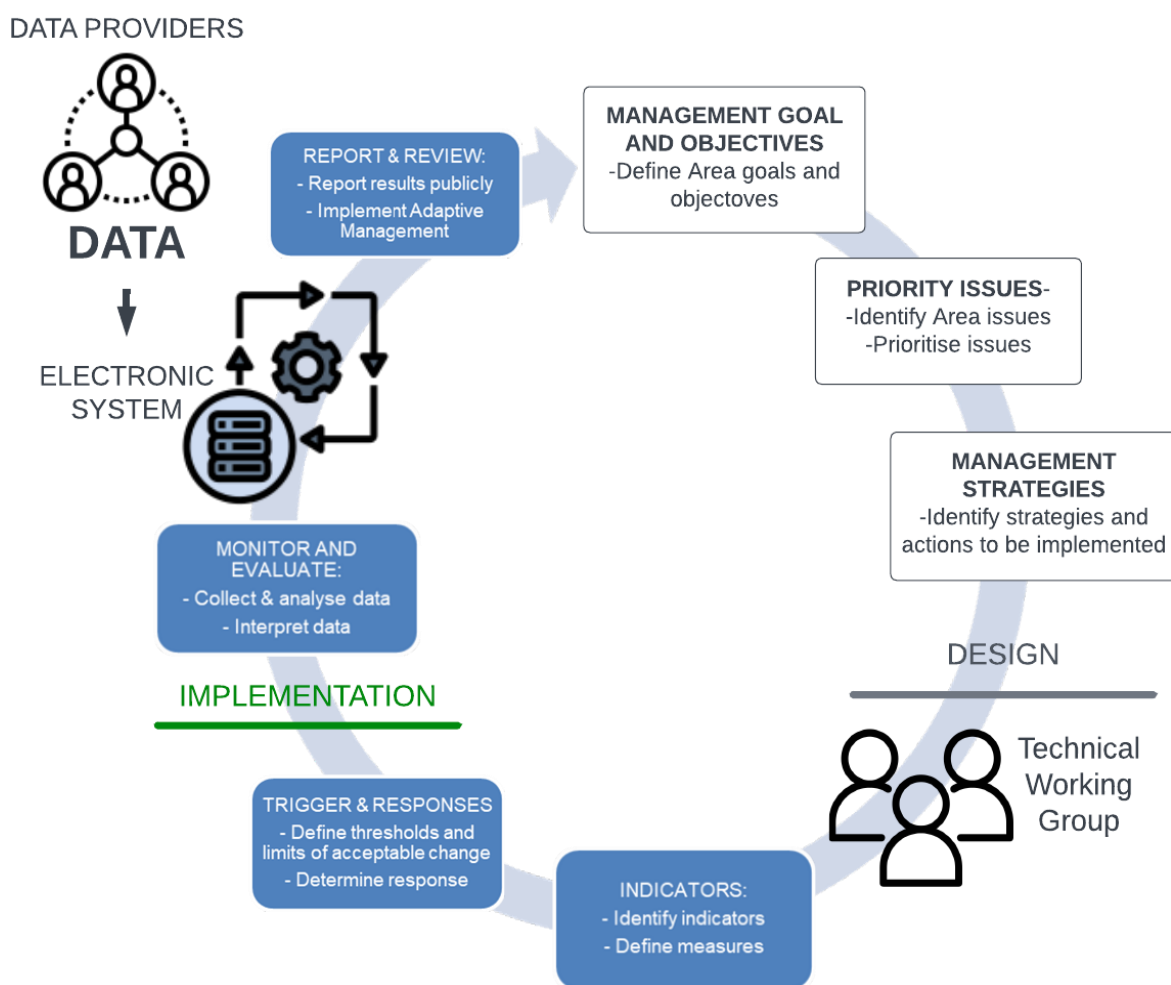 DATA PROVIDERS
DATA
ELECTRONIC
SYSTEM
REPORT & REVIEW:
- Report results publicly
- Implement Adaptive
Management
MANAGEMENT GOAL
AND OBJECTIVES
-Define Area goals and
objectoves
PRIORITY ISSUES-
-Identify Area issues
-Prioritise issues
MANAGEMENT
STRATEGIES
-Identify strategies and
actions to be implemented
DESIGN
Technical
Working
Group
INDICATORS:
- Identify indicators
- Define measures
TRIGGER & RESPONSES
- Define thresholds and
limits of acceptable change
- Determine response
IMPLEMENTATION
MONITOR AND
EVALUATE:
- Collect & analyse data
- Interpret data